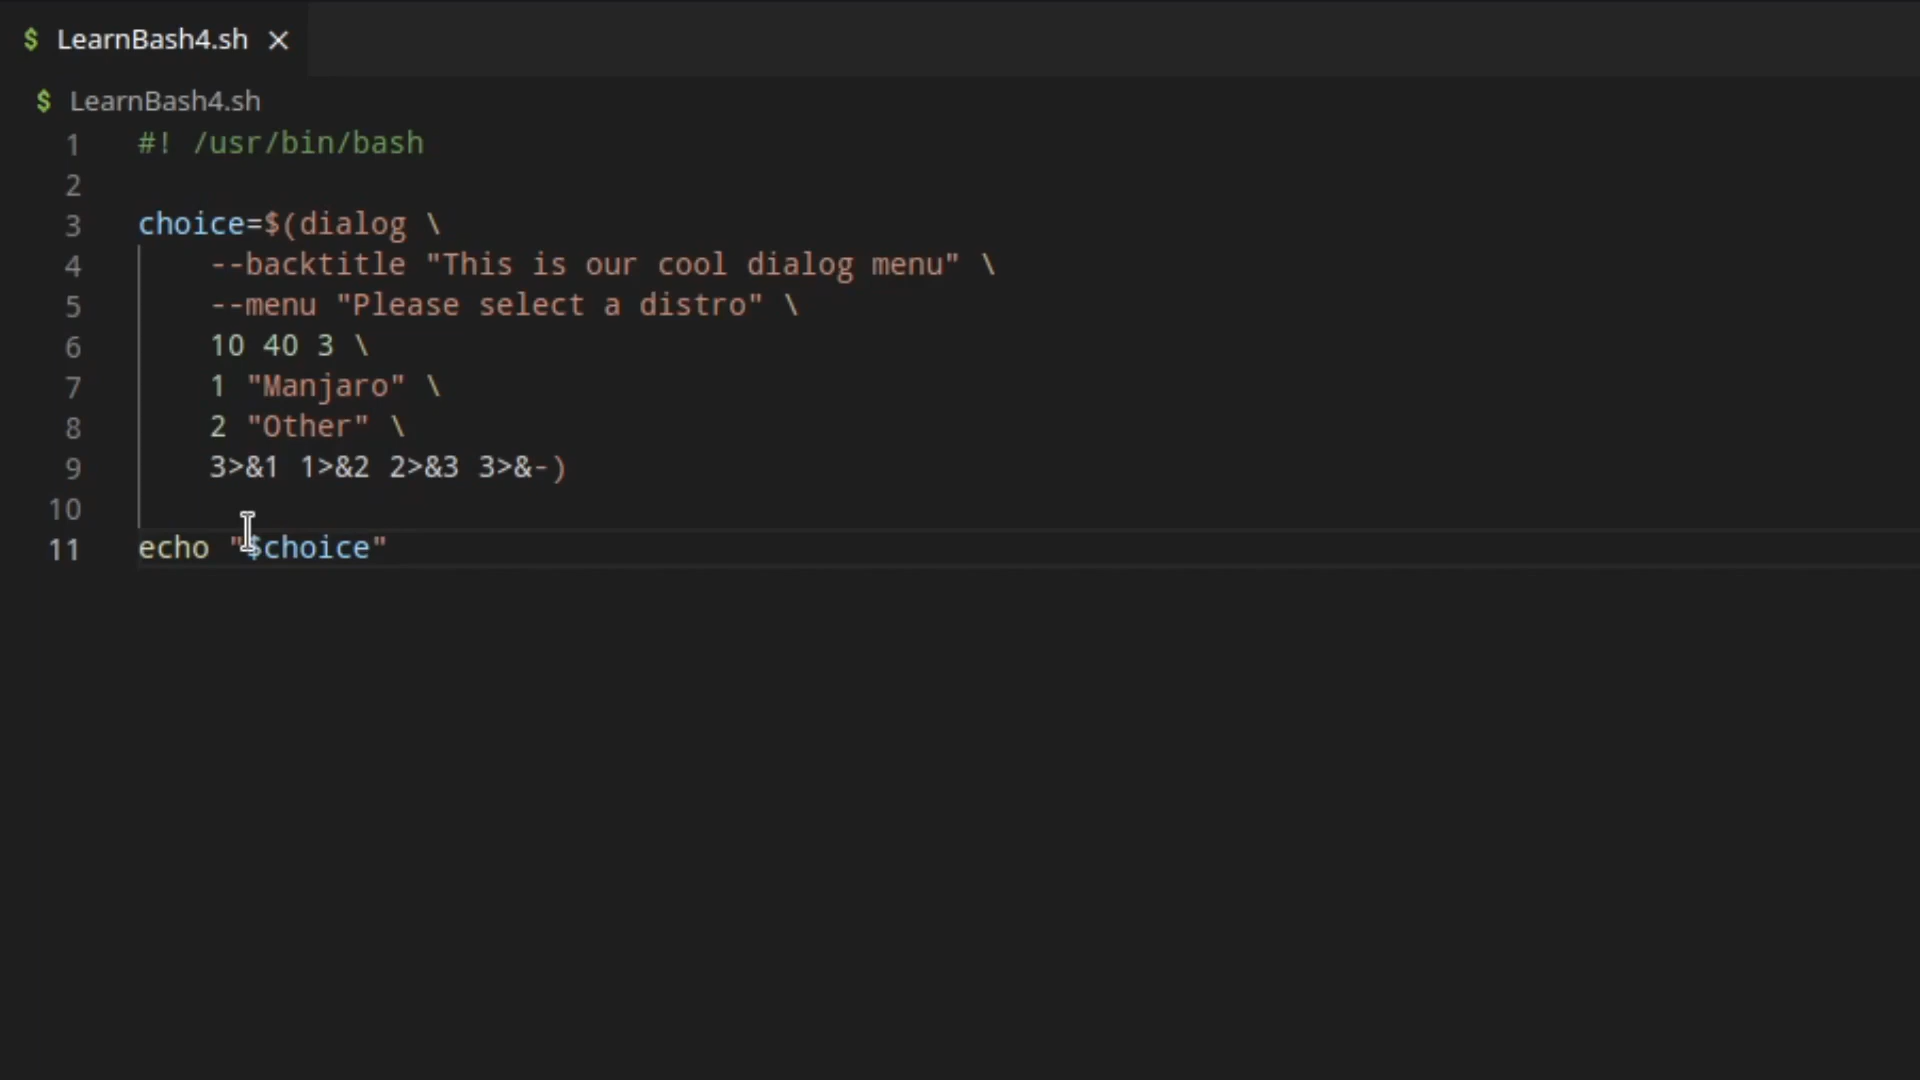 $ LearnBash4.sh ×
$ LearnBash4.sh
1 #! /usr/bin/bash
2
3 choice=$(dialog \
4     --backtitle "This is our cool dialog menu" \
5     --menu "Please select a distro" \
6     10 40 3 \
7     1 "Manjaro" \
8     2 "Other" \
9     3>&1 1>&2 2>&3 3>&-)
10
11 echo "$choice"